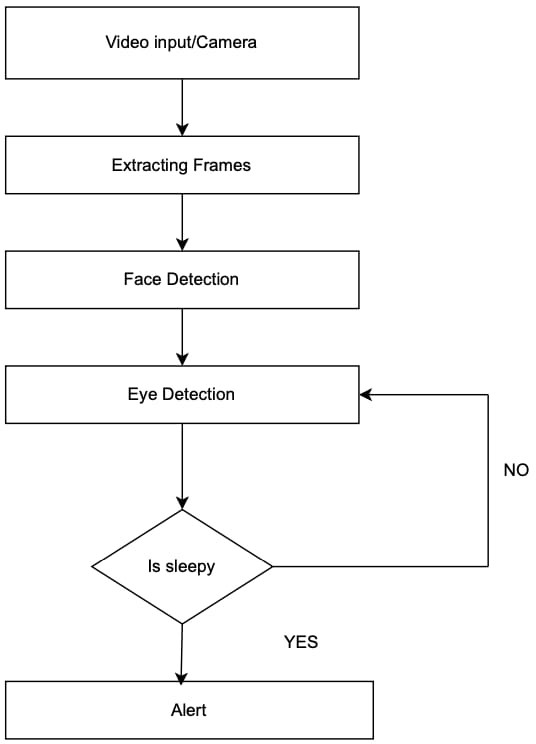 Video input/Camera
Extracting Frames
Face Detection
Eye Detection
NO
Is sleepy
YES
Alert